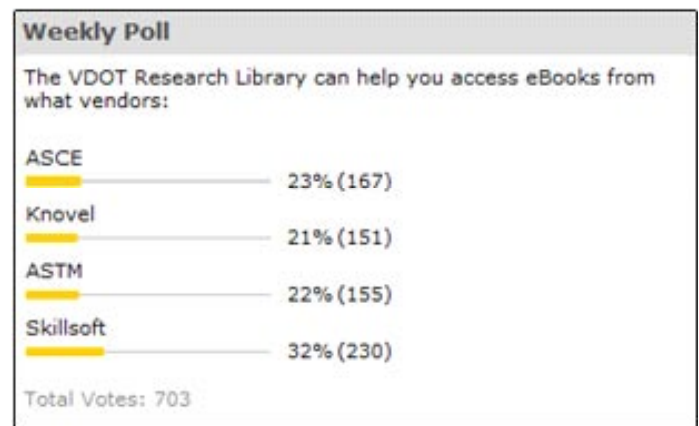 Weekly Poll
The VDOT Research Library can help you access eBooks from
what vendors:
ASCE
23% (167)
Knovel
21% (151)
ASTM
22% (155)
Skillsoft
32% (230)
Total Votes: 703